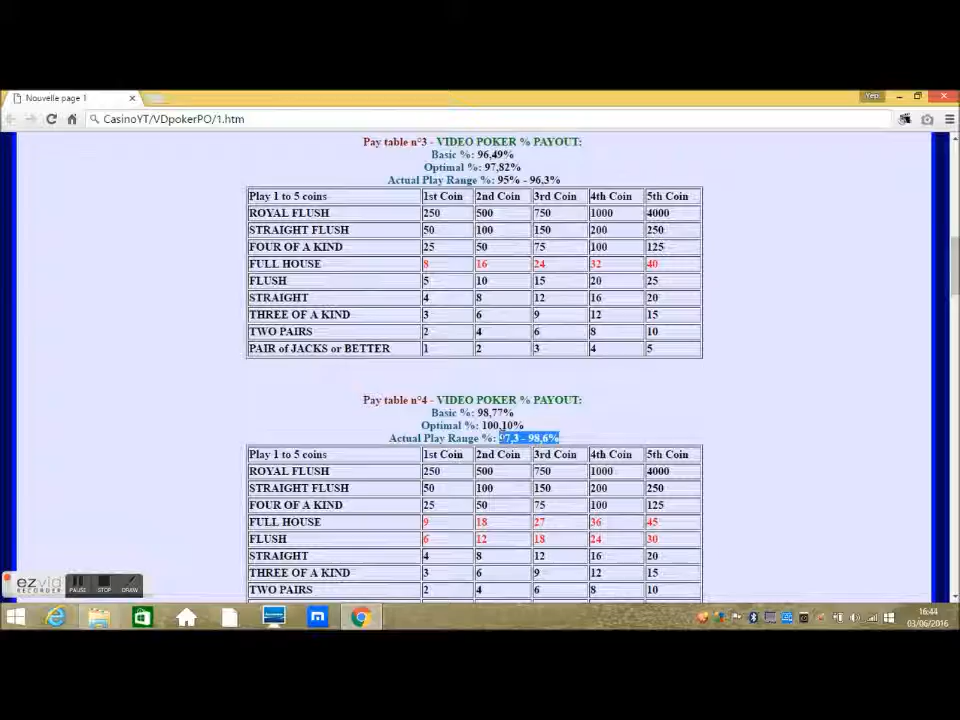 Nouvelle page 1
Yep.
CasinoYT/VDpokerPO/1.htm
Pay table n°3 - VIDEO POKER % PAYOUT:
Basic %: 96,49%
Optimal %: 97,82%
Actual Play Range %: 95% - 96,3%
Play 1 to 5 coins 1st Coin 2nd Coin 3rd Coin 4th Coin 5th Coin
ROYAL FLUSH 250 500 750 1000 4000
STRAIGHT FLUSH 50 100 150 200 250
FOUR OF A KIND 25 50 75 100 125
FULL HOUSE 8 16 24 32 40
FLUSH 5 10 15 20 25
STRAIGHT 4 8 12 16 20
THREE OF A KIND 3 6 9 12 15
TWO PAIRS 2 4 6 8 10
PAIR of JACKS or BETTER 1 2 3 4 5
Pay table n°4 - VIDEO POKER % PAYOUT:
Basic %: 98,77%
Optimal %: 100,10%
Actual Play Range %: 97,3 - 98,6%
Play 1 to 5 coins 1st Coin 2nd Coin 3rd Coin 4th Coin 5th Coin
ROYAL FLUSH 250 500 750 1000 4000
STRAIGHT FLUSH 50 100 150 200 250
FOUR OF A KIND 25 50 75 100 125
FULL HOUSE 9 18 27 36 45
FLUSH 6 12 18 24 30
STRAIGHT 4 8 12 16 20
THREE OF A KIND 3 6 9 12 15
TWO PAIRS 2 4 6 8 10
ezvid
RECORDER
PAUSE STOP DRAW
16:44
03/06/2016